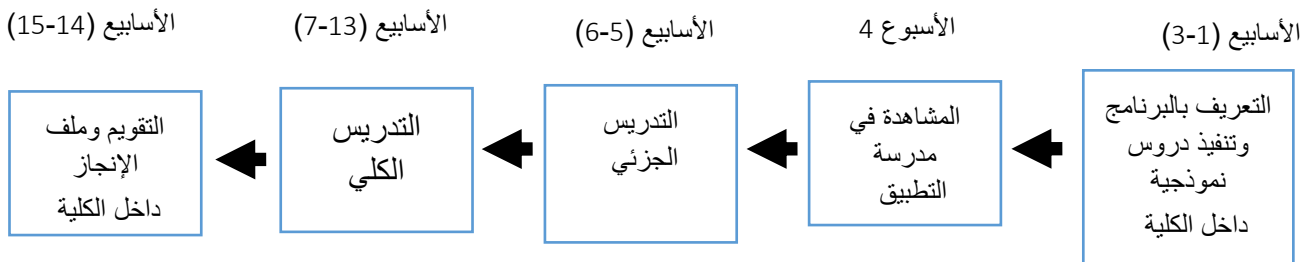 الأسابيع (1-3)
الأسبوع 4
الأسابيع (5-6)
الأسابيع (13-7)
الأسابيع (14-15)
التعريف بالبرنامج
وتنفيذ دروس
نموذجية
داخل الكلية
المشاهدة في
مدرسة
التطبيق
التدريس
الجزئي
التدريس
الكلي
التقويم وملف
الإنجاز
داخل الكلية